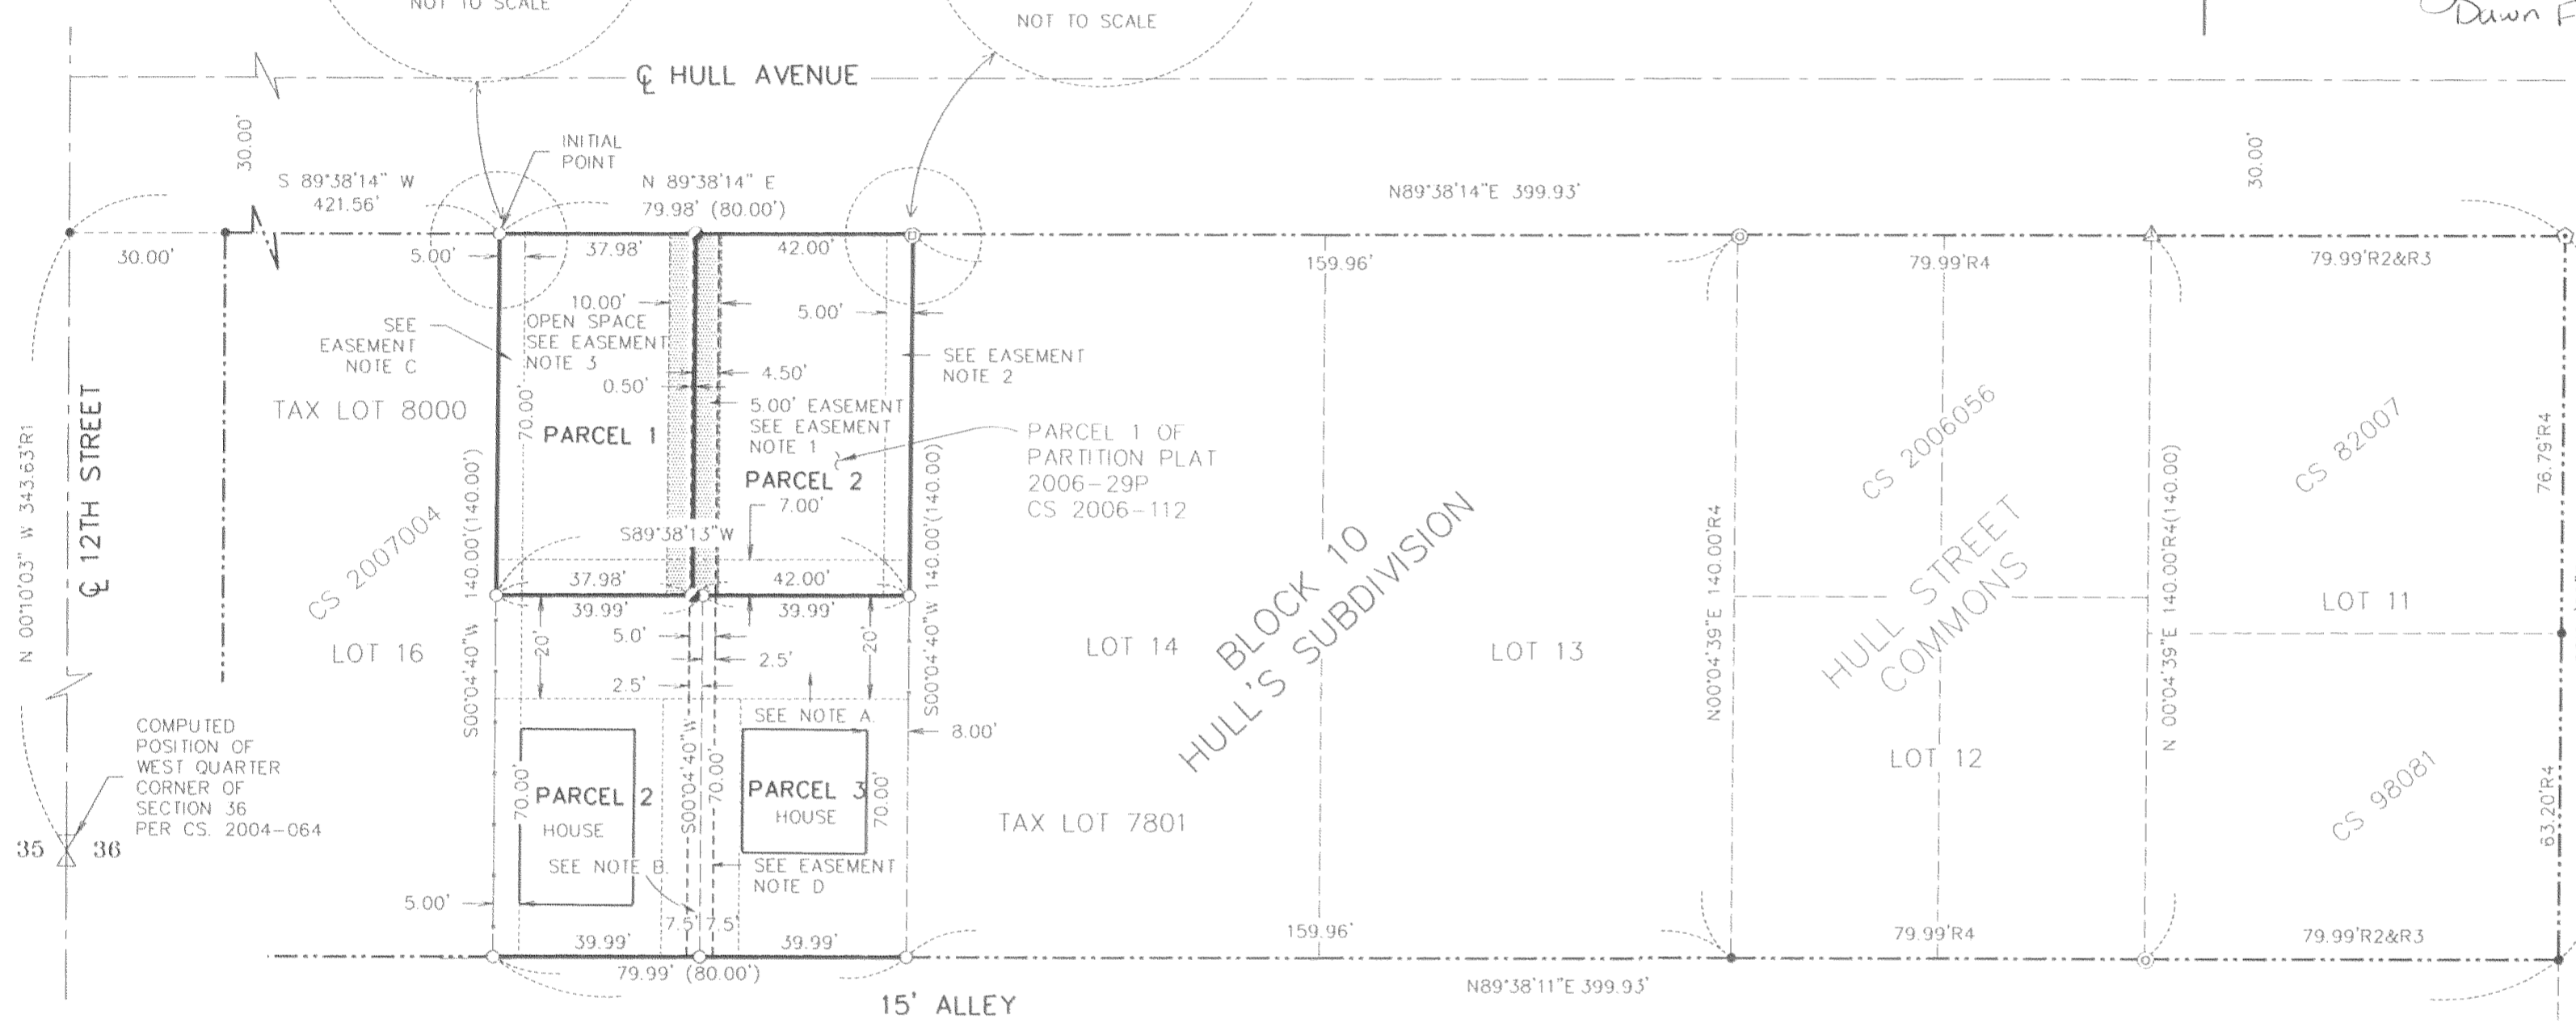 NOT TO SCALE
NOT TO SCALE
Dawn
℄ HULL AVENUE
30.00'
INITIAL
POINT
30.00'
S 89°38'14" W
421.56'
N 89°38'14" E
79.98' (80.00')
N89°38'14"E 399.93'
30.00'
5.00'
37.98'
42.00'
159.96'
79.99'R4
79.99'R2&R3
10.00'
5.00'
OPEN SPACE
SEE EASEMENT
NOTE 3
SEE
EASEMENT
NOTE C
SEE EASEMENT
NOTE 2
0.50'
4.50'
TAX LOT 8000
70.00'
5.00' EASEMENT
SEE EASEMENT
NOTE 1
PARCEL 1
PARCEL 2
PARCEL 1 OF
PARTITION PLAT
2006-29P
CS 2006-112
7.00'
S89°38'13"W
N 00°10'03" W 343.63'R1
℄ 12TH STREET
CS 2007004
S00°04'40"W 140.00'(140.00')
S00°04'40"W 140.00'(140.00)
BLOCK 10
HULL'S SUBDIVISION
N00°04'39"E 140.00'R4
CS 2006056
HULL STREET
COMMONS
N 00°04'39"E 140.00'R4(140.00)
CS 82007
76.79'R4
37.98'
42.00'
39.99'
39.99'
LOT 16
20'
5.0'
2.5'
2.5'
20'
LOT 14
LOT 13
LOT 11
SEE NOTE A.
8.00'
COMPUTED
POSITION OF
WEST QUARTER
CORNER OF
SECTION 36
PER CS. 2004-064
35
36
70.00'
PARCEL 2
HOUSE
S00°04'40"W
70.00'
PARCEL 3
HOUSE
70.00'
TAX LOT 7801
LOT 12
CS 98081
63.20'R4
SEE NOTE B.
SEE EASEMENT
NOTE D
5.00'
7.5'
7.5'
39.99'
39.99'
159.96'
79.99'R4
79.99'R2&R3
79.99' (80.00')
N89°38'11"E 399.93'
15' ALLEY